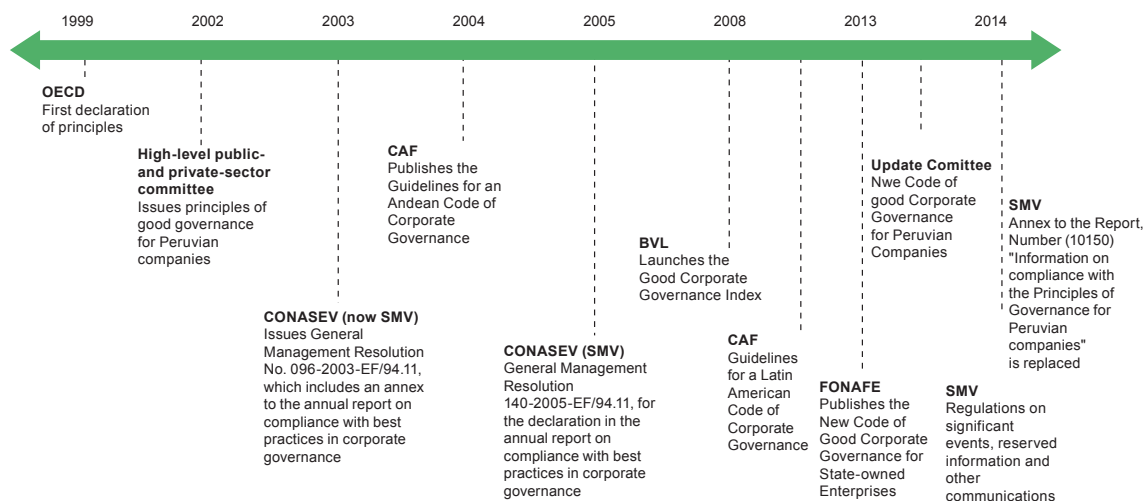 1999 2002 2003 2004 2005 2008 2013 2014
OECD
First declaration
of principles
High-level public-
and private-sector
committee
Issues principles of
good governance
for Peruvian
companies
CONASEV (now SMV)
Issues General
Management Resolution
No. 096-2003-EF/94.11,
which includes an annex
to the annual report on
compliance with best
practices in corporate
governance
CAF
Publishes the
Guidelines for an
Andean Code of
Corporate
Governance
CONASEV (SMV)
General Management
Resolution
140-2005-EF/94.11, for
the declaration in the
annual report on
compliance with best
practices in corporate
governance
BVL
Launches the
Good Corporate
Governance Index
CAF
Guidelines
for a Latin
American
Code of
Corporate
Governance
FONAFE
Publishes the
New Code of
Good Corporate
Governance for
State-owned
Enterprises
Update Comittee
Nwe Code of
good Corporate
Governance
for Peruvian
Companies
SMV
Regulations on
significant
events, reserved
information and
other
communications
SMV
Annex to the Report,
Number (10150)
"Information on
compliance with
the Principles of
Governance for
Peruvian
companies"
is replaced